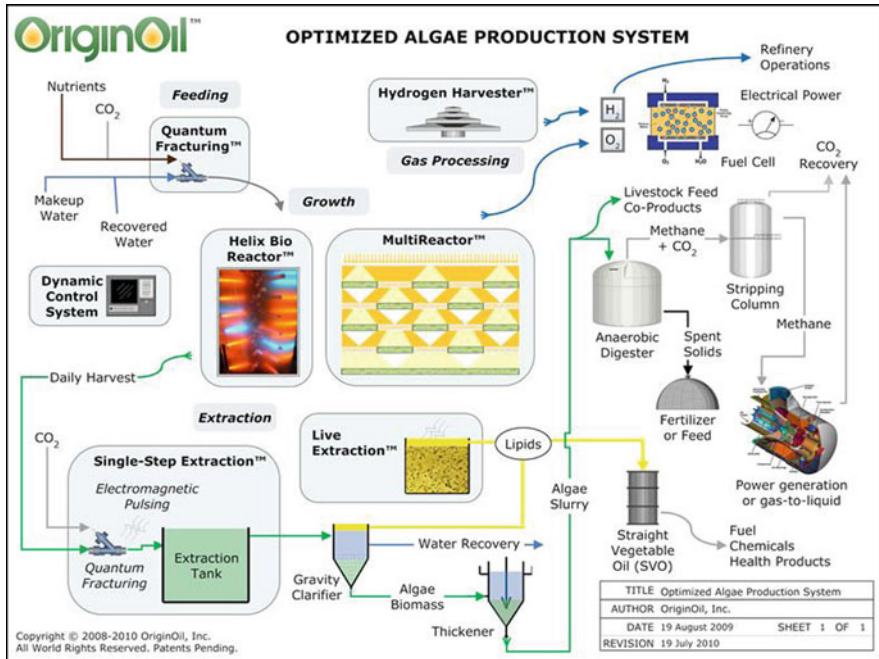 ORIGINOIL™
OPTIMIZED ALGAE PRODUCTION SYSTEM
Nutrients
CO2
Feeding
Quantum
Fracturing™
Makeup
Water
Recovered
Water
Hydrogen Harvester™
Gas Processing
H2
O2
Refinery
Operations
Electrical Power
H2
O2
H2O
Fuel Cell
CO2
Recovery
Growth
Helix Bio
Reactor™
MultiReactor™
Dynamic
Control
System
Livestock Feed
Co-Products
Methane
+ CO2
Stripping
Column
Anaerobic
Digester
Spent
Solids
Methane
Fertilizer
or Feed
Power generation
or gas-to-liquid
Daily Harvest
Extraction
CO2
Single-Step Extraction™
Electromagnetic
Pulsing
Quantum
Fracturing
Extraction
Tank
Live
Extraction™
Lipids
Gravity
Clarifier
Water Recovery
Algae
Biomass
Thickener
Algae
Slurry
Straight
Vegetable
Oil (SVO)
Fuel
Chemicals
Health Products
TITLE Optimized Algae Production System
AUTHOR OriginOil, Inc.
DATE 19 August 2009 SHEET 1 OF 1
REVISION 19 July 2010
Copyright © 2008-2010 OriginOil, Inc.
All World Rights Reserved. Patents Pending.